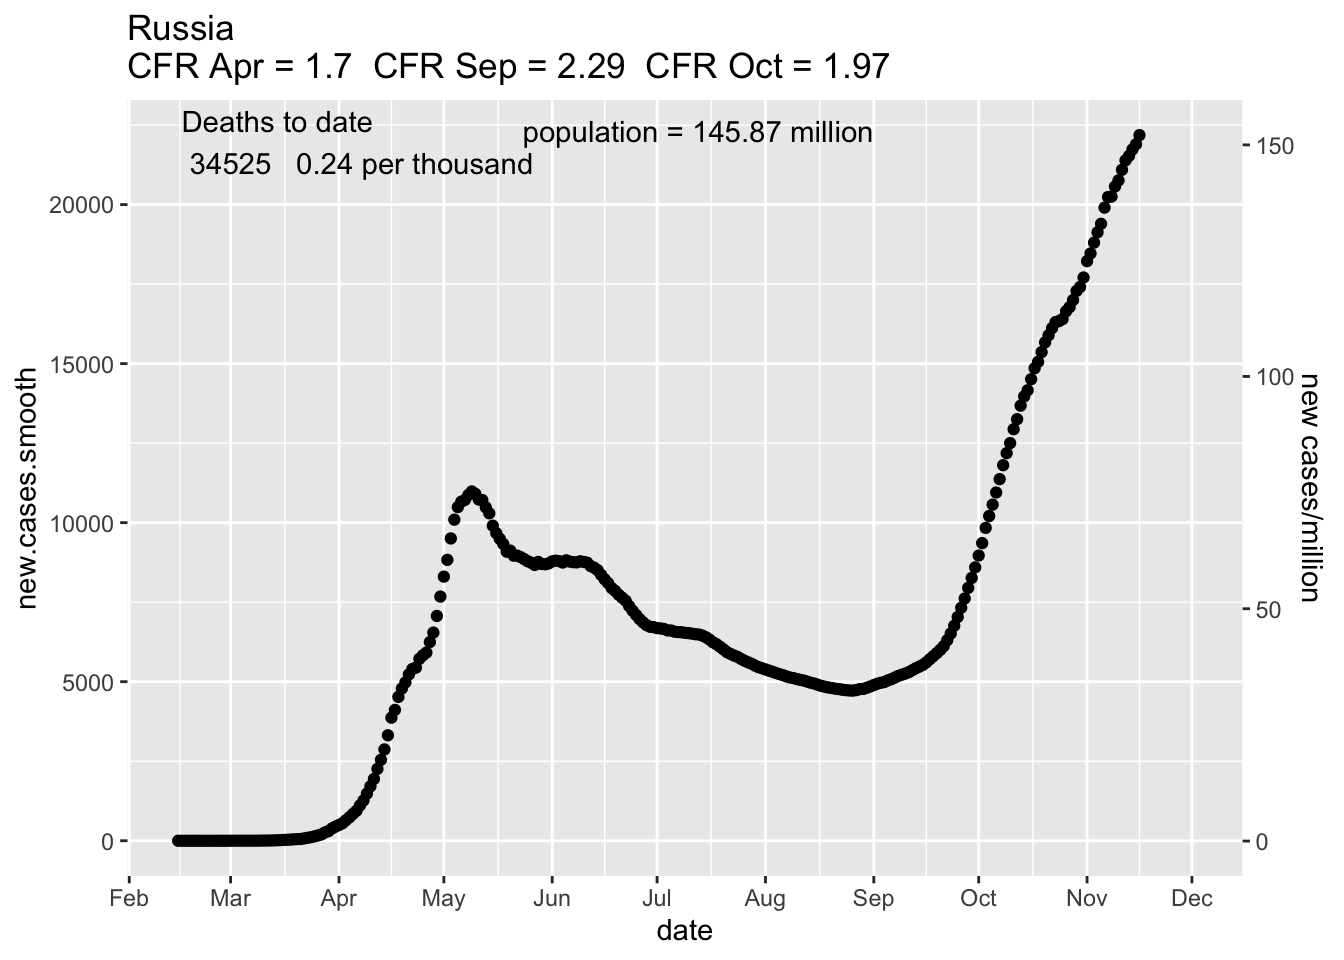 Russia
CFR Apr = 1.7  CFR Sep = 2.29  CFR Oct = 1.97
Deaths to date
34525   0.24 per thousand
population = 145.87 million
new.cases.smooth
20000
15000
10000
5000
0
150
100
50
0
new cases/million
Feb Mar Apr May Jun Jul Aug Sep Oct Nov Dec
date